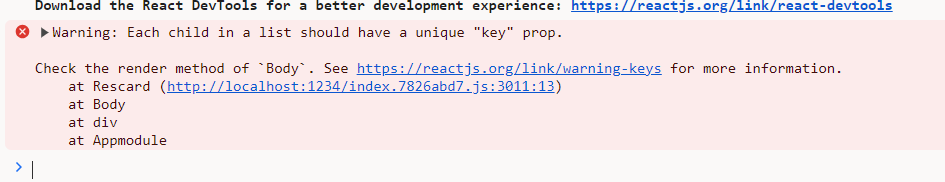 Download the React DevTools for a better development experience: https://reactjs.org/link/react-devtools
Warning: Each child in a list should have a unique "key" prop.
Check the render method of `Body`. See https://reactjs.org/link/warning-keys for more information.
at Rescard (http://localhost:1234/index.7826abd7.js:3011:13)
at Body
at div
at Appmodule